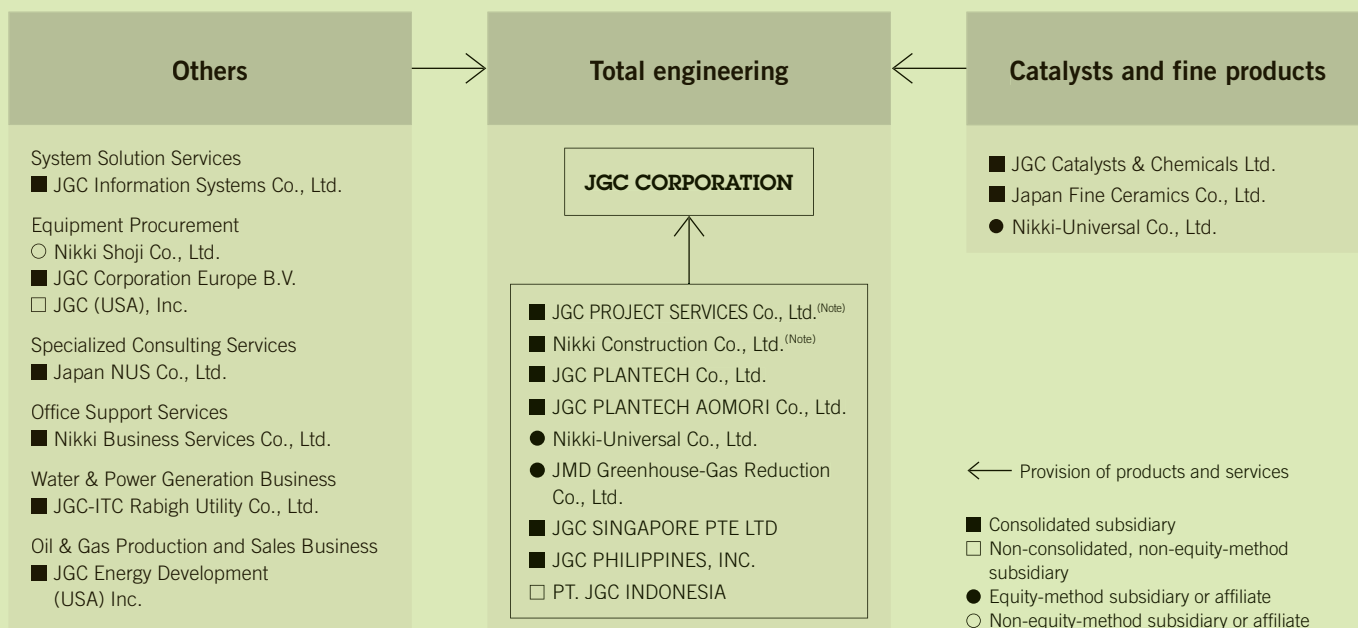 Others
System Solution Services
■ JGC Information Systems Co., Ltd.
Equipment Procurement
○ Nikki Shoji Co., Ltd.
■ JGC Corporation Europe B.V.
□ JGC (USA), Inc.
Specialized Consulting Services
■ Japan NUS Co., Ltd.
Office Support Services
■ Nikki Business Services Co., Ltd.
Water & Power Generation Business
■ JGC-ITC Rabigh Utility Co., Ltd.
Oil & Gas Production and Sales Business
■ JGC Energy Development
(USA) Inc.
Total engineering
JGC CORPORATION
■ JGC PROJECT SERVICES Co., Ltd.(Note)
■ Nikki Construction Co., Ltd.(Note)
■ JGC PLANTECH Co., Ltd.
■ JGC PLANTECH AOMORI Co., Ltd.
● Nikki-Universal Co., Ltd.
● JMD Greenhouse-Gas Reduction
Co., Ltd.
■ JGC SINGAPORE PTE LTD
■ JGC PHILIPPINES, INC.
□ PT. JGC INDONESIA
Catalysts and fine products
■ JGC Catalysts & Chemicals Ltd.
■ Japan Fine Ceramics Co., Ltd.
● Nikki-Universal Co., Ltd.
← Provision of products and services
■ Consolidated subsidiary
□ Non-consolidated, non-equity-method
subsidiary
● Equity-method subsidiary or affiliate
○ Non-equity-method subsidiary or affiliate